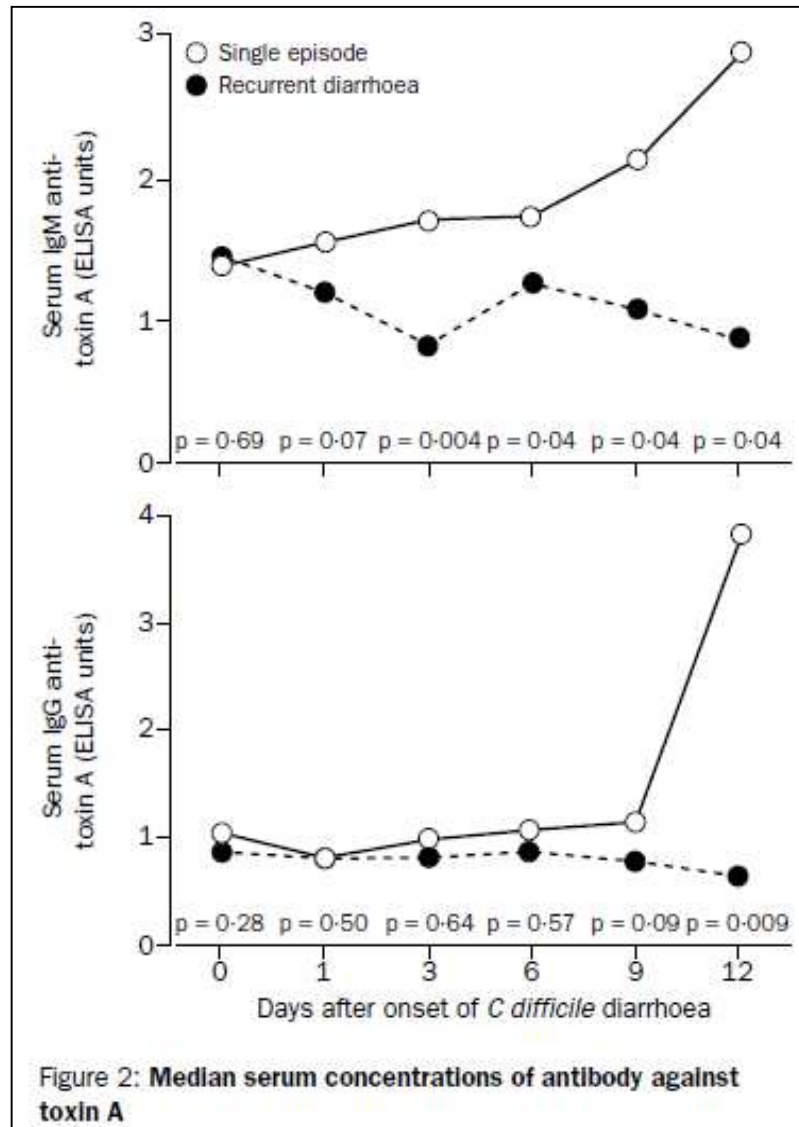 3
Single episode
Recurrent diarrhoea
2
1
0
Serum IgM anti-
toxin A (ELISA units)
p = 0·69 p = 0·07 p = 0·004 p = 0·04 p = 0·04 p = 0·04
4
3
2
1
0
Serum IgG anti-
toxin A (ELISA units)
p = 0·28 p = 0·50 p = 0·64 p = 0·57 p = 0·09 p = 0·009
0 1 3 6 9 12
Days after onset of C difficile diarrhoea
Figure 2: Median serum concentrations of antibody against
toxin A